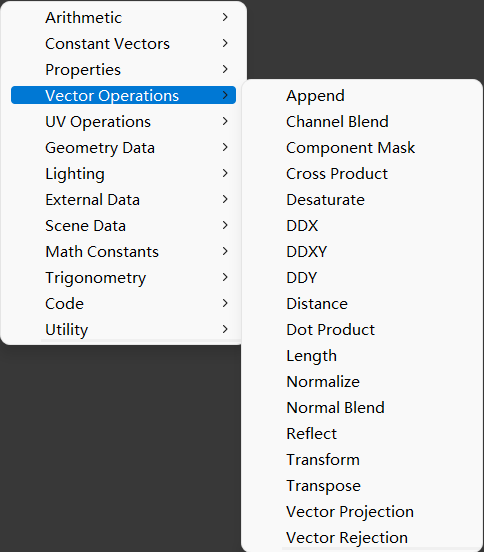 Arithmetic
Constant Vectors
Properties
Vector Operations
UV Operations
Geometry Data
Lighting
External Data
Scene Data
Math Constants
Trigonometry
Code
Utility
Append
Channel Blend
Component Mask
Cross Product
Desaturate
DDX
DDXY
DDY
Distance
Dot Product
Length
Normalize
Normal Blend
Reflect
Transform
Transpose
Vector Projection
Vector Rejection